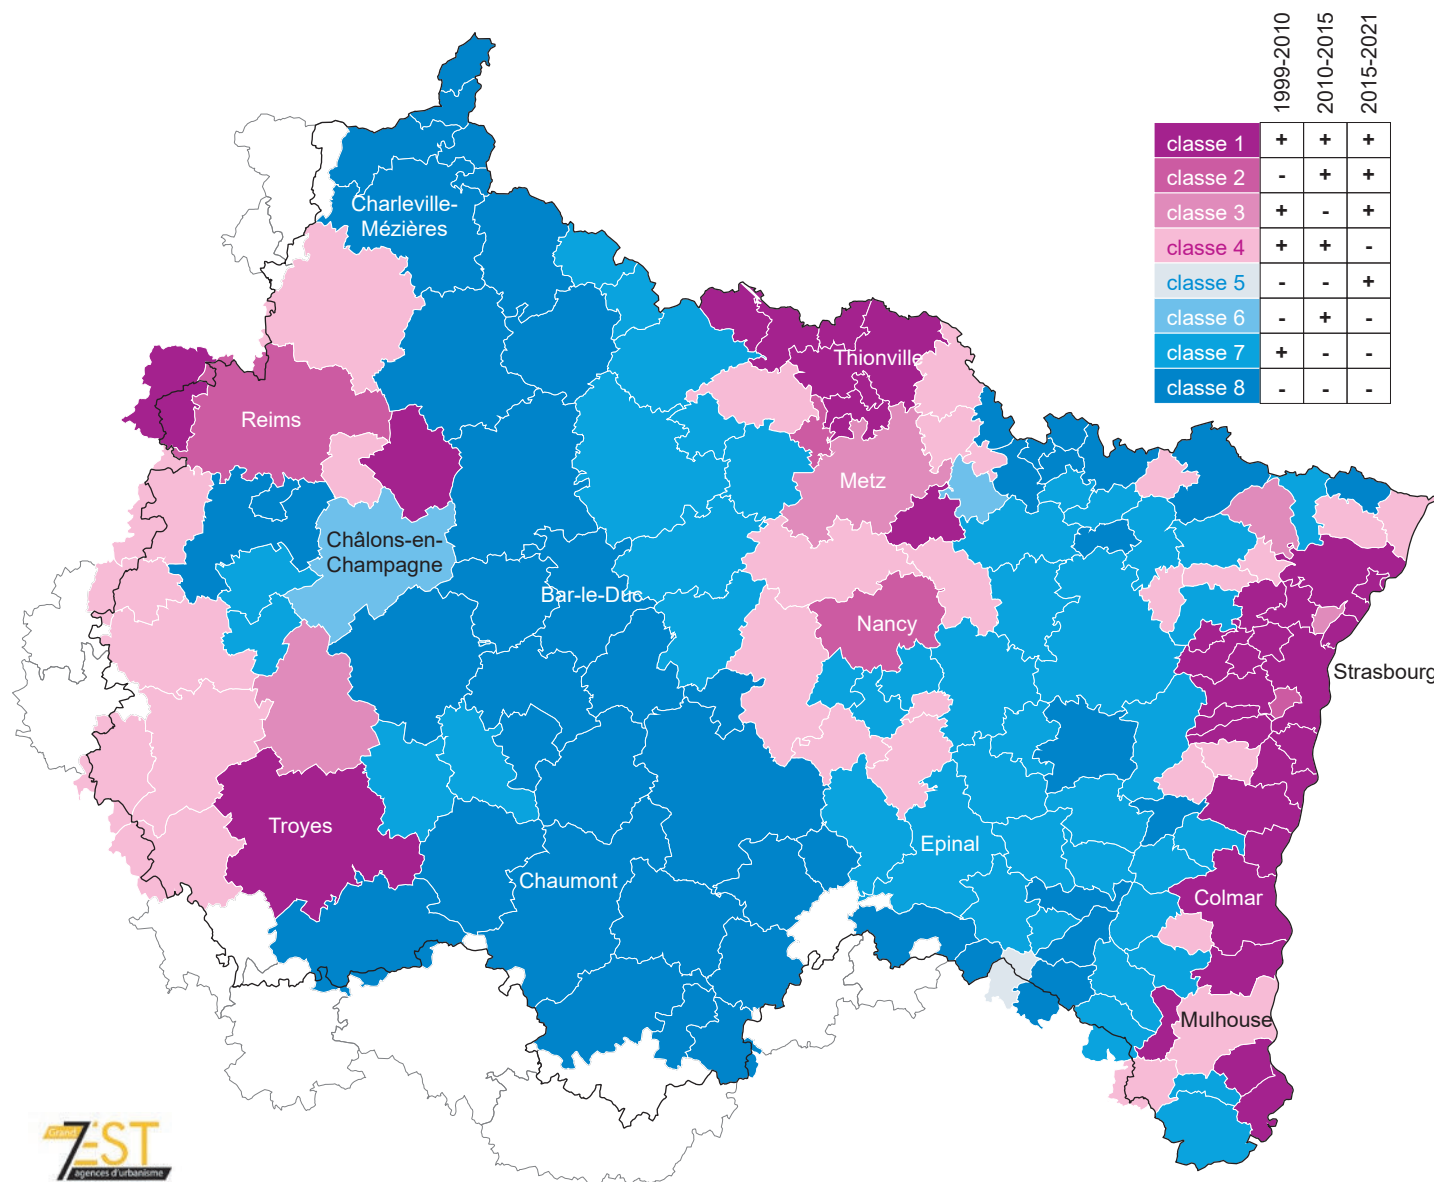 1999-2010
2010-2015
2015-2021
classe 1 + + +
classe 2 - + +
classe 3 + - +
classe 4 + + -
classe 5 - - +
classe 6 - + -
classe 7 + - -
classe 8 - - -
Charleville-
Mézières
Thionville
Reims
Metz
Châlons-en-
Champagne
Bar-le-Duc
Nancy
Strasbourg
Troyes
Epinal
Chaumont
Colmar
Mulhouse
Grand
7EST
agences d'urbanisme